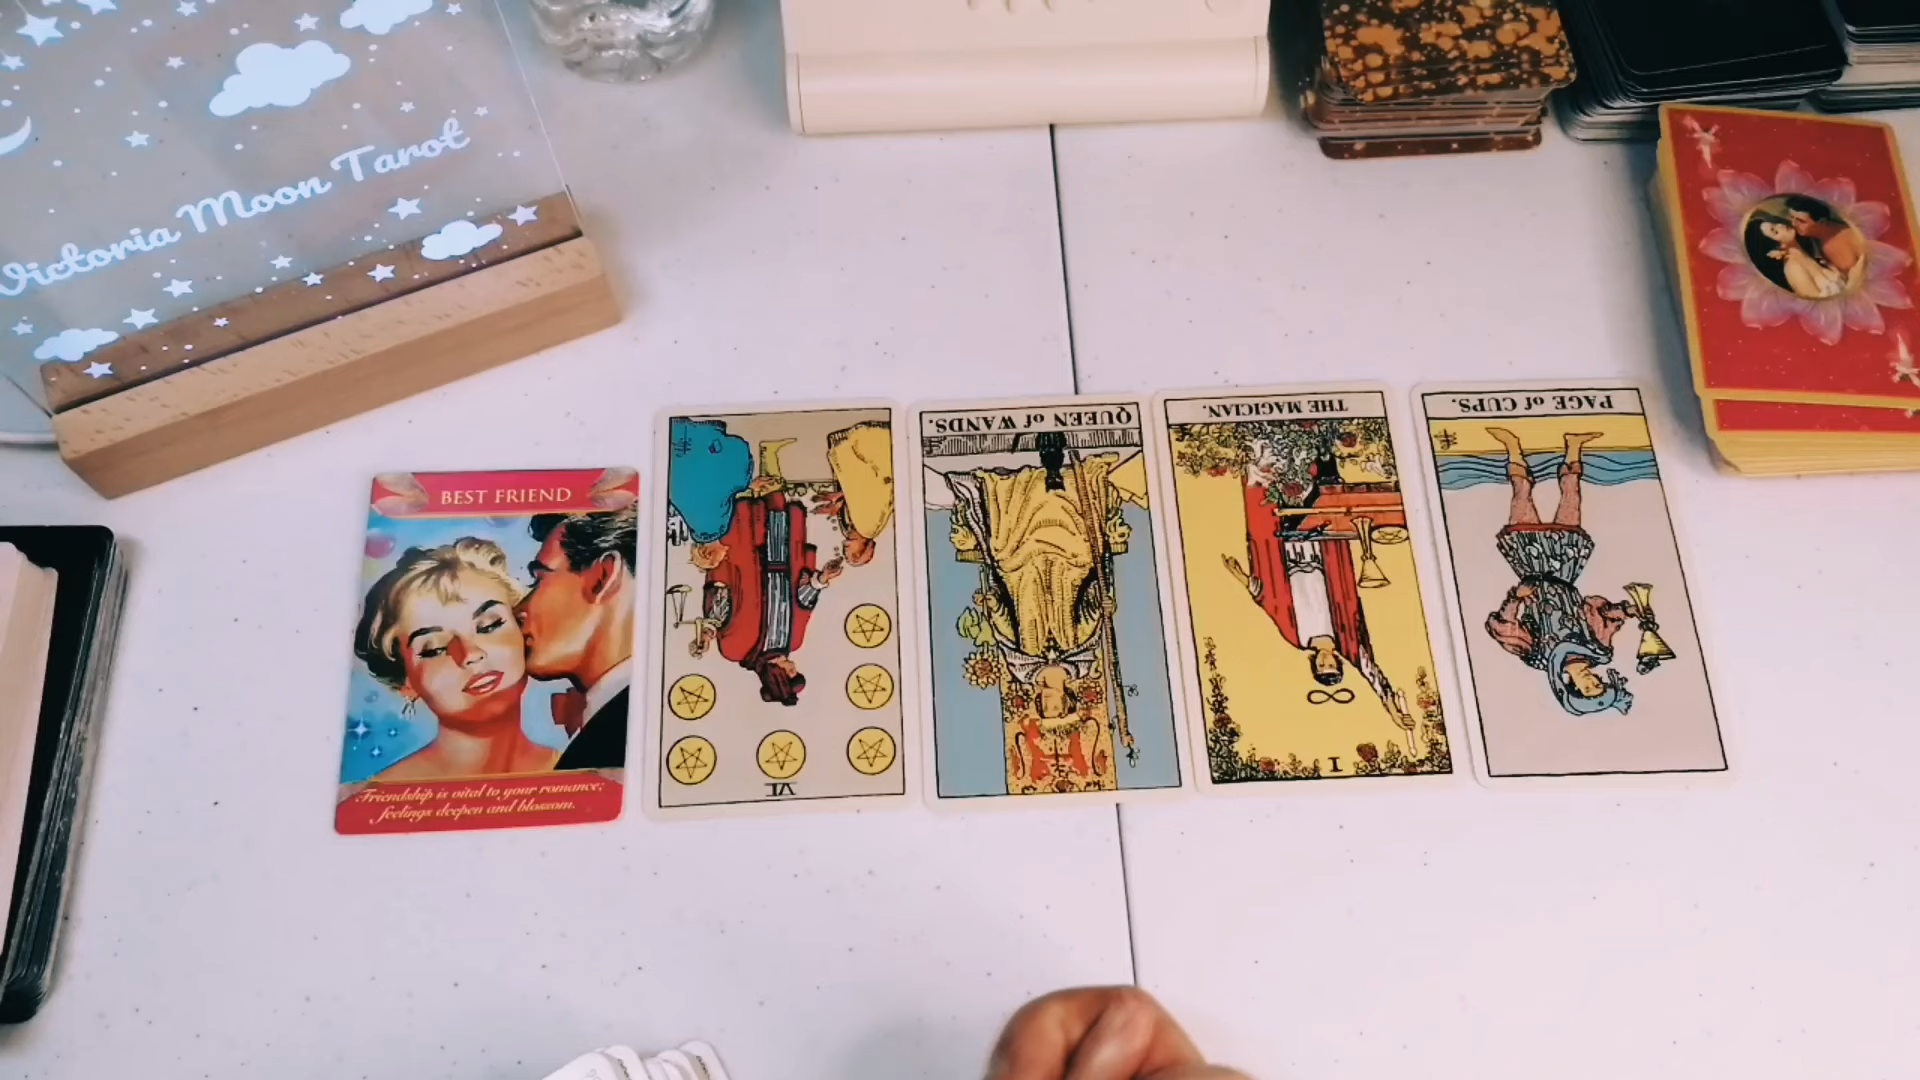 Victoria Moon Tarot
BEST FRIEND
Friendship is vital to your romance;
feelings deepen and blossom.
VI
QUEEN of WANDS.
THE MAGICIAN.
I
PAGE of CUPS.